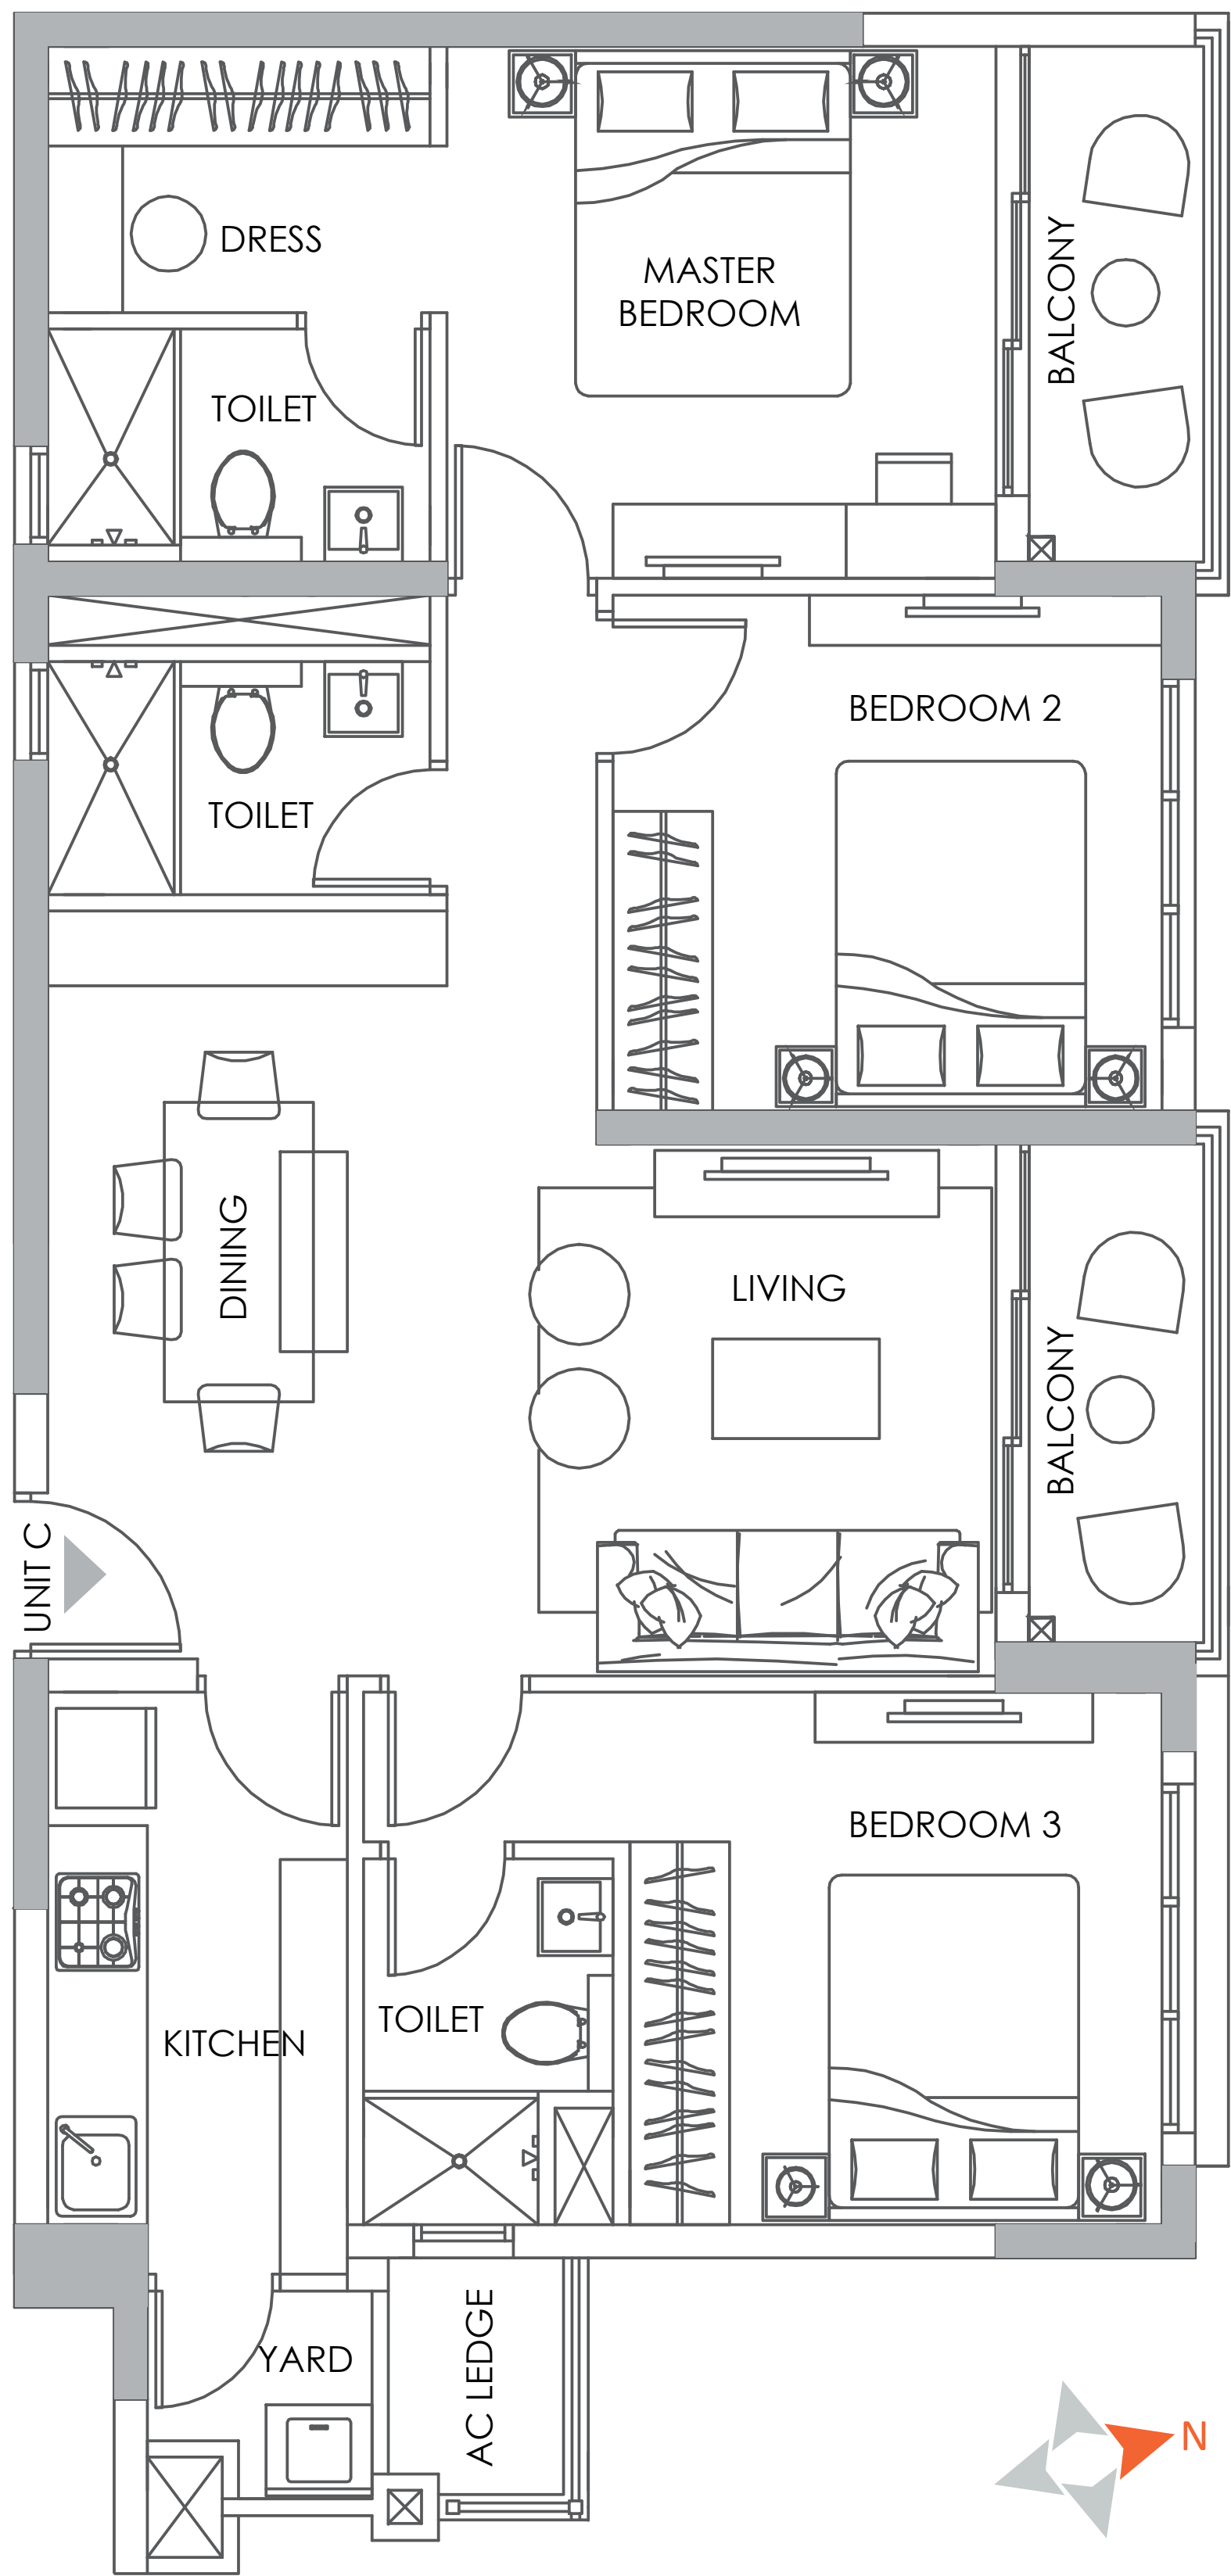 DRESS
MASTER
BEDROOM
BALCONY
TOILET
BEDROOM 2
TOILET
DINING
LIVING
BALCONY
UNIT C
BEDROOM 3
TOILET
KITCHEN
YARD
AC LEDGE
N